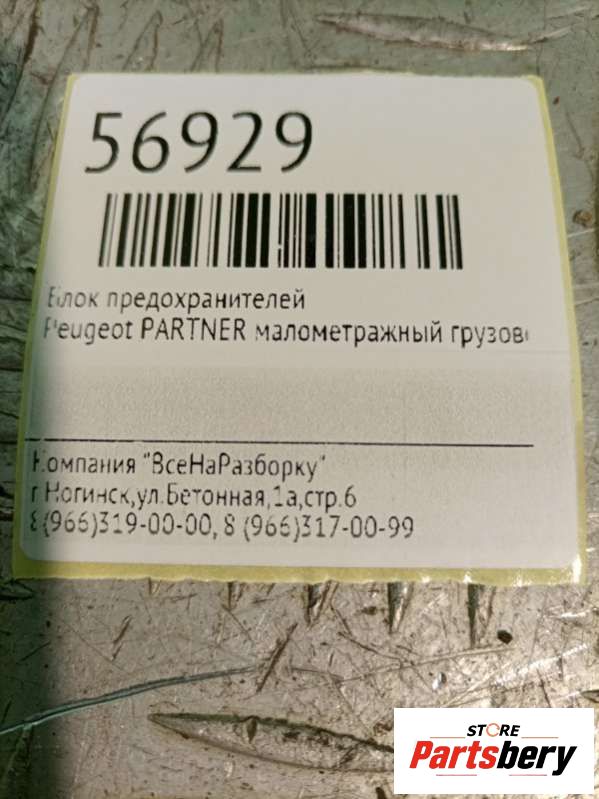 56929
Блок предохранителей
Peugeot PARTNER малометражный грузов
Компания "ВсеНаРазборку"
г.Ногинск,ул.Бетонная,1а,стр.6
8 (966)319-00-00, 8 (966)317-00-99
STORE
Partsbery